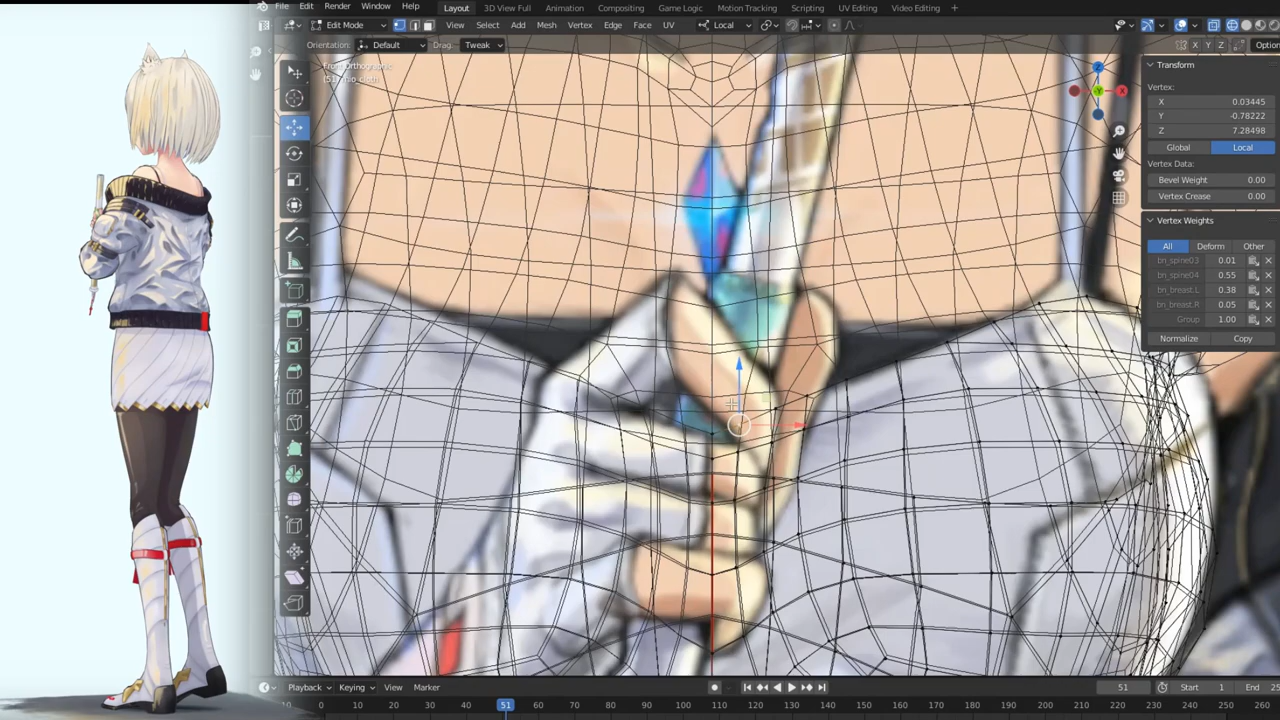 File Edit Render Window Help Layout 3D View Full Animation Compositing Game Logic Motion Tracking Scripting UV Editing Video Editing +
Edit Mode View Select Add Mesh Vertex Edge Face UV Local
Orientation: Default Drag: Tweak X Y Z
Transform
Vertex:
X 0.03445
Y -0.78222
Z 7.28498
Global Local
Vertex Data:
Bevel Weight 0.00
Vertex Crease 0.00
Vertex Weights
All Deform Other
bn_spine03 0.01
bn_spine04 0.55
bn_breast.L 0.38
bn_breast.R 0.05
Group 1.00
Normalize Copy
Playback Keying View Marker 51 Start 1 End
0 10 20 30 40 51 60 70 80 90 100 110 120 130 140 150 160 170 180 190 200 210 220 230 240 250 260